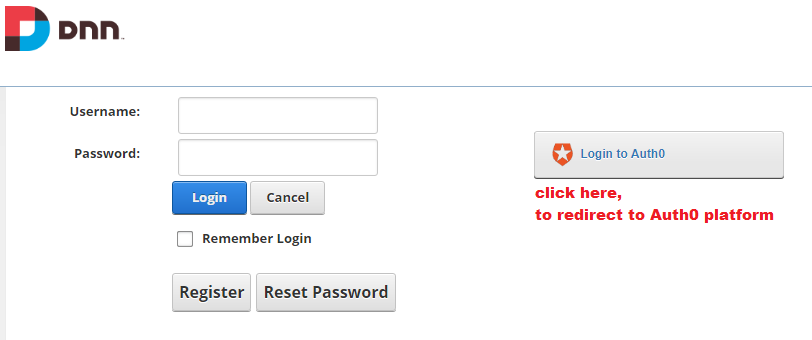 DNN
Username:
Password:
Login Cancel
Remember Login
Register Reset Password
Login to Auth0
click here,
to redirect to Auth0 platform